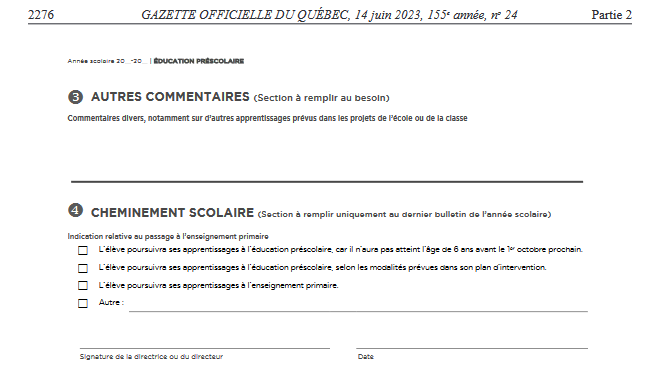 2276 GAZETTE OFFICIELLE DU QUÉBEC, 14 juin 2023, 155e année, no 24 Partie 2
Année scolaire 20__-20__ | ÉDUCATION PRÉSCOLAIRE
3 AUTRES COMMENTAIRES (Section à remplir au besoin)
Commentaires divers, notamment sur d'autres apprentissages prévus dans les projets de l'école ou de la classe
4 CHEMINEMENT SCOLAIRE (Section à remplir uniquement au dernier bulletin de l'année scolaire)
Indication relative au passage à l'enseignement primaire
L'élève poursuivra ses apprentissages à l'éducation préscolaire, car il n'aura pas atteint l'âge de 6 ans avant le 1er octobre prochain.
L'élève poursuivra ses apprentissages à l'éducation préscolaire, selon les modalités prévues dans son plan d'intervention.
L'élève poursuivra ses apprentissages à l'enseignement primaire.
Autre :
Signature de la directrice ou du directeur Date